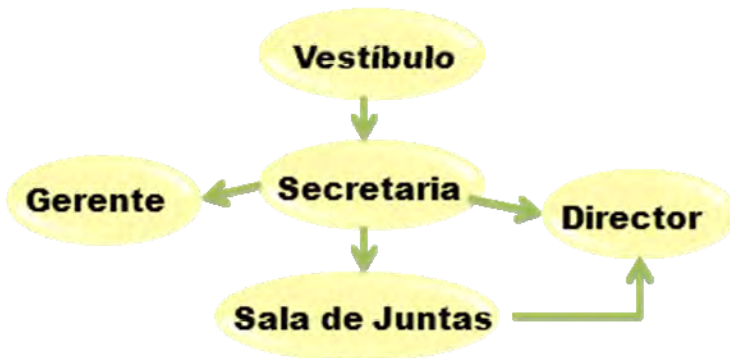 Vestíbulo
Gerente
Secretaria
Director
Sala de Juntas